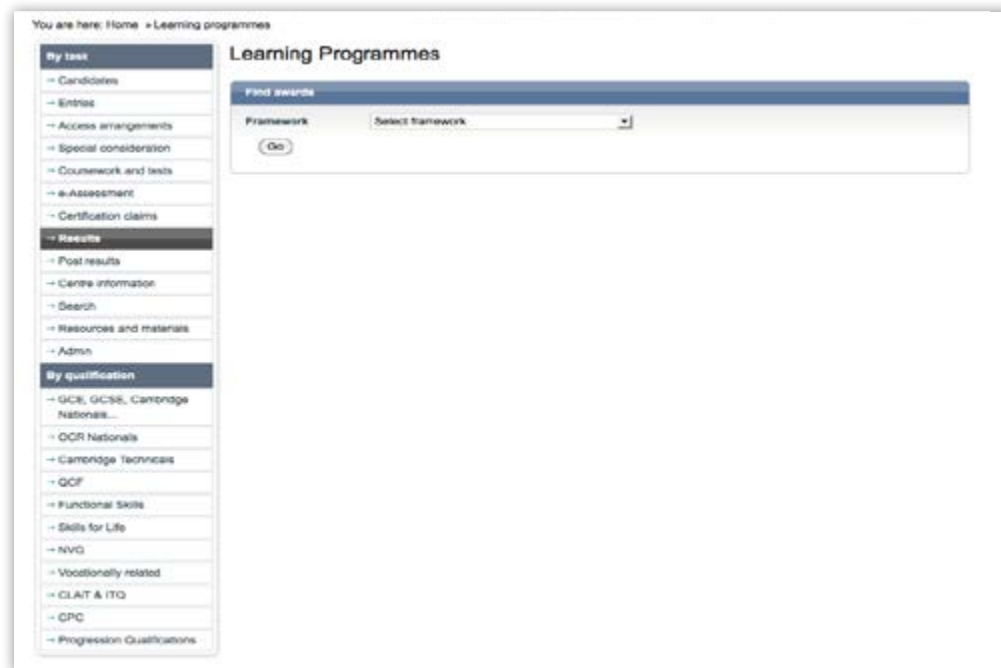 You are here: Home » Learning programmes
By task
→ Candidates
→ Entries
→ Access arrangements
→ Special consideration
→ Coursework and tests
→ e-Assessment
→ Certification claims
→ Results
→ Post results
→ Centre information
→ Search
→ Resources and materials
→ Admin
By qualification
→ GCE, GCSE, Cambridge
Nationals...
→ OCR Nationals
→ Cambridge Technicals
→ QCF
→ Functional Skills
→ Skills for Life
→ NVQ
→ Vocationally related
→ CLAiT & ITQ
→ CPC
→ Progression Qualifications
Learning Programmes
Find awards
Framework Select framework
Go